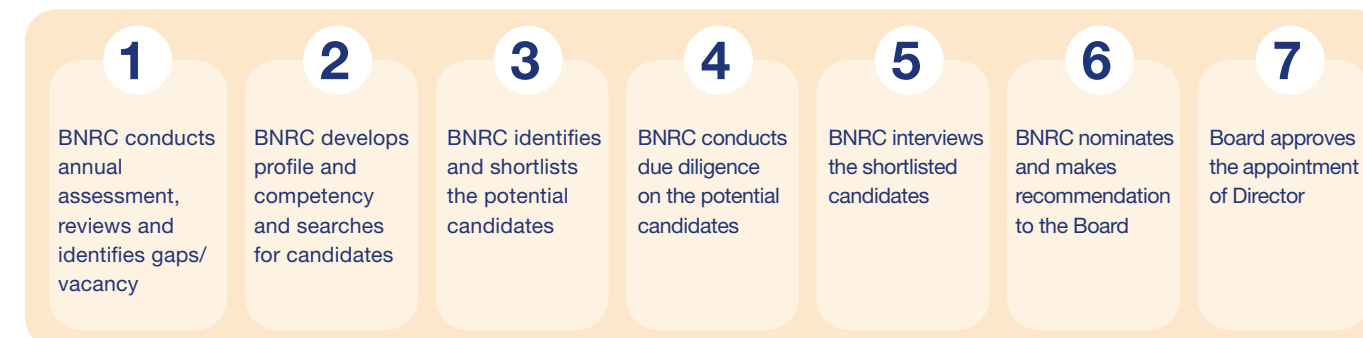 1
BNRC conducts
annual
assessment,
reviews and
identifies gaps/
vacancy
2
BNRC develops
profile and
competency
and searches
for candidates
3
BNRC identifies
and shortlists
the potential
candidates
4
BNRC conducts
due diligence
on the potential
candidates
5
BNRC interviews
the shortlisted
candidates
6
BNRC nominates
and makes
recommendation
to the Board
7
Board approves
the appointment
of Director